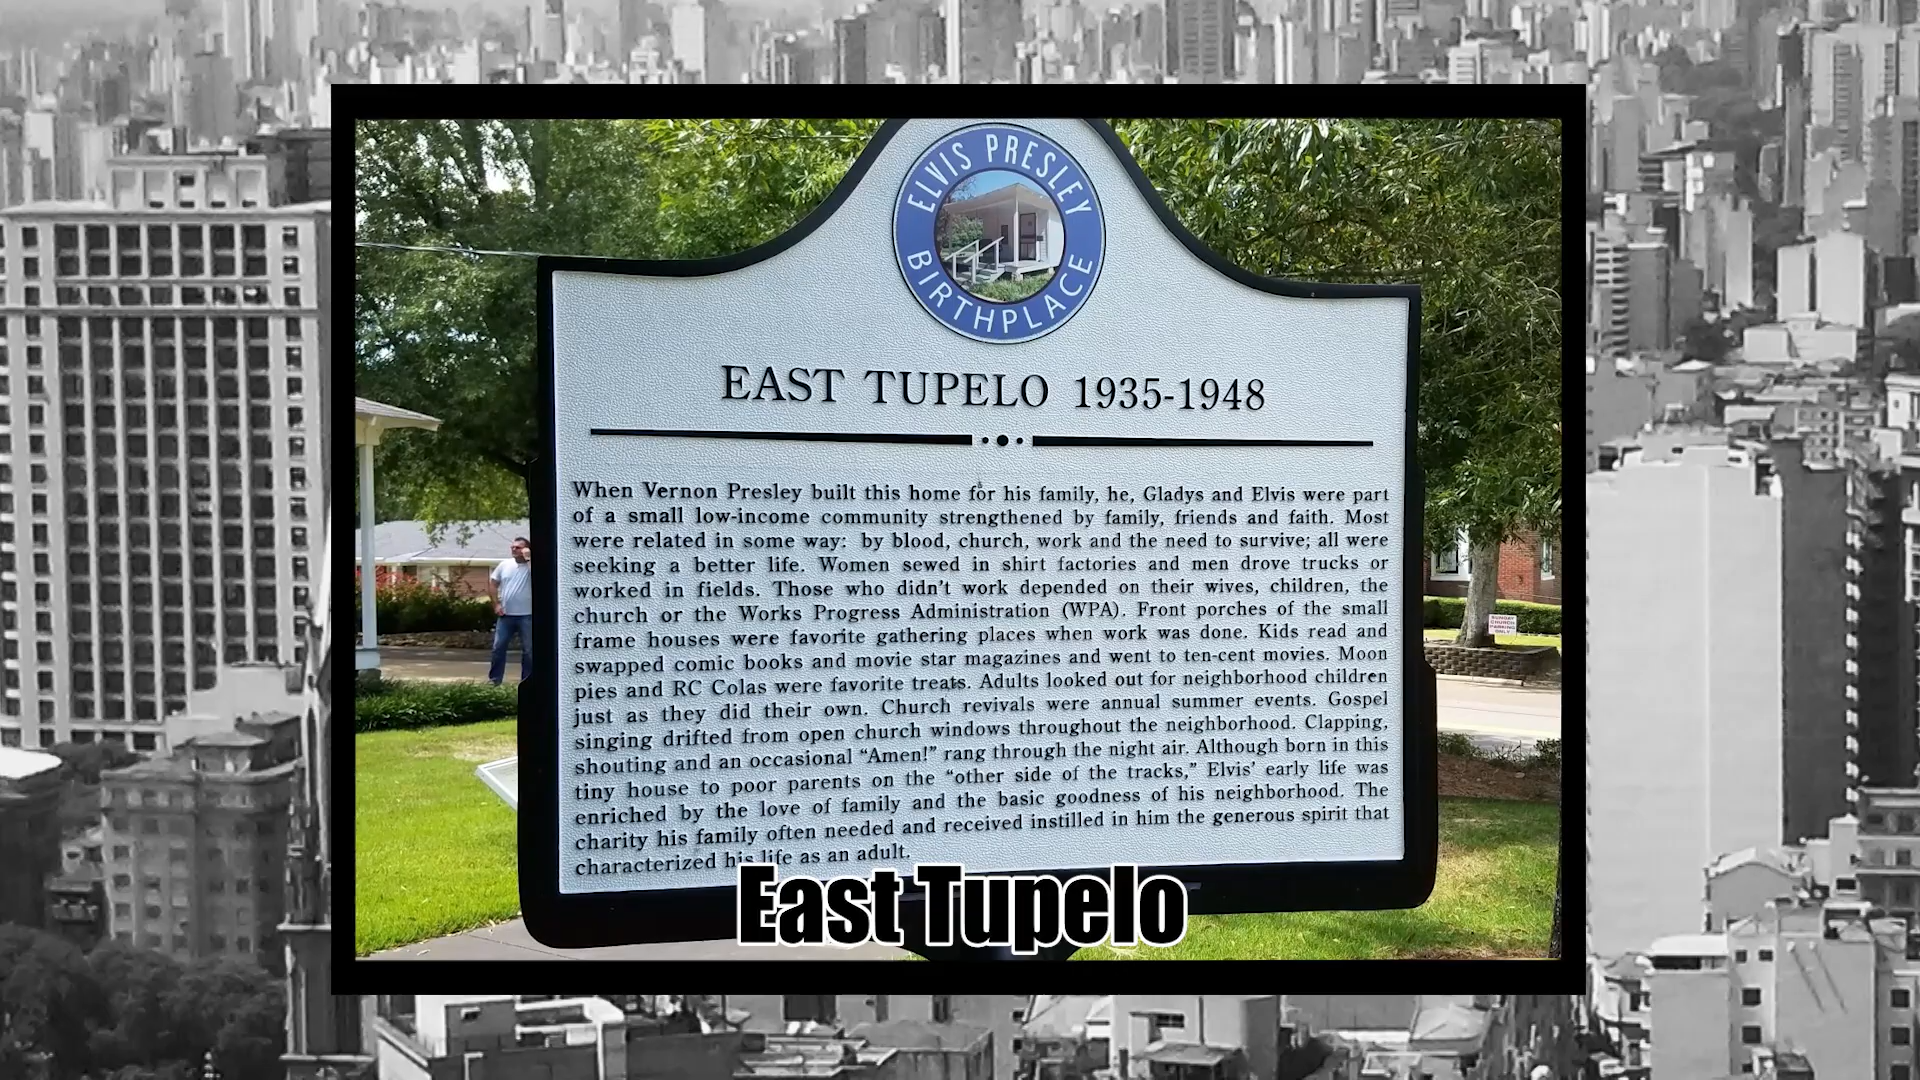 ELVIS PRESLEY
BIRTHPLACE
EAST TUPELO 1935-1948
When Vernon Presley built this home for his family, he, Gladys and Elvis were part
of a small low-income community strengthened by family, friends and faith. Most
were related in some way: by blood, church, work and the need to survive; all were
seeking a better life. Women sewed in shirt factories and men drove trucks or
worked in fields. Those who didn't work depended on their wives, children, the
church or the Works Progress Administration (WPA). Front porches of the small
frame houses were favorite gathering places when work was done. Kids read and
swapped comic books and movie star magazines and went to ten-cent movies. Moon
pies and RC Colas were favorite treats. Adults looked out for neighborhood children
just as they did their own. Church revivals were annual summer events. Gospel
singing drifted from open church windows throughout the neighborhood. Clapping,
shouting and an occasional “Amen!” rang through the night air. Although born in this
tiny house to poor parents on the “other side of the tracks,” Elvis' early life was
enriched by the love of family and the basic goodness of his neighborhood. The
charity his family often needed and received instilled in him the generous spirit that
characterized his life as an adult.
SUNDAY
CHURCH
PARKING
ONLY
East Tupelo